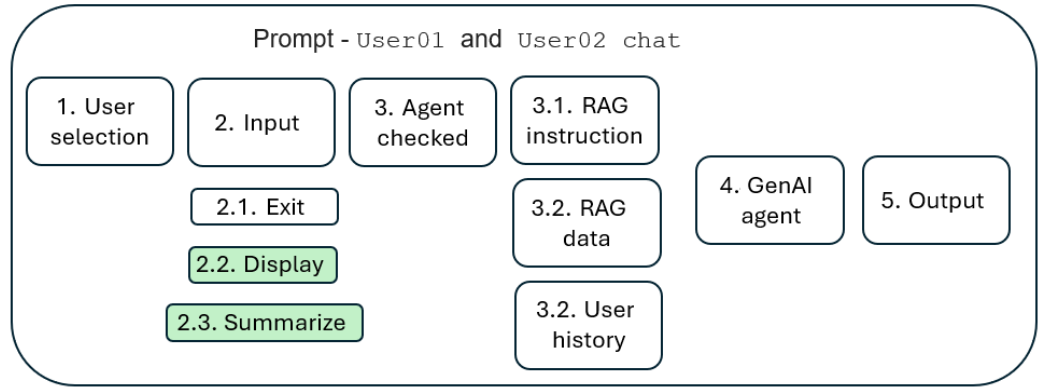 Prompt - User01 and User02 chat
1. User
selection
2. Input
3. Agent
checked
3.1. RAG
instruction
2.1. Exit
2.2. Display
2.3. Summarize
3.2. RAG
data
3.2. User
history
4. GenAI
agent
5. Output